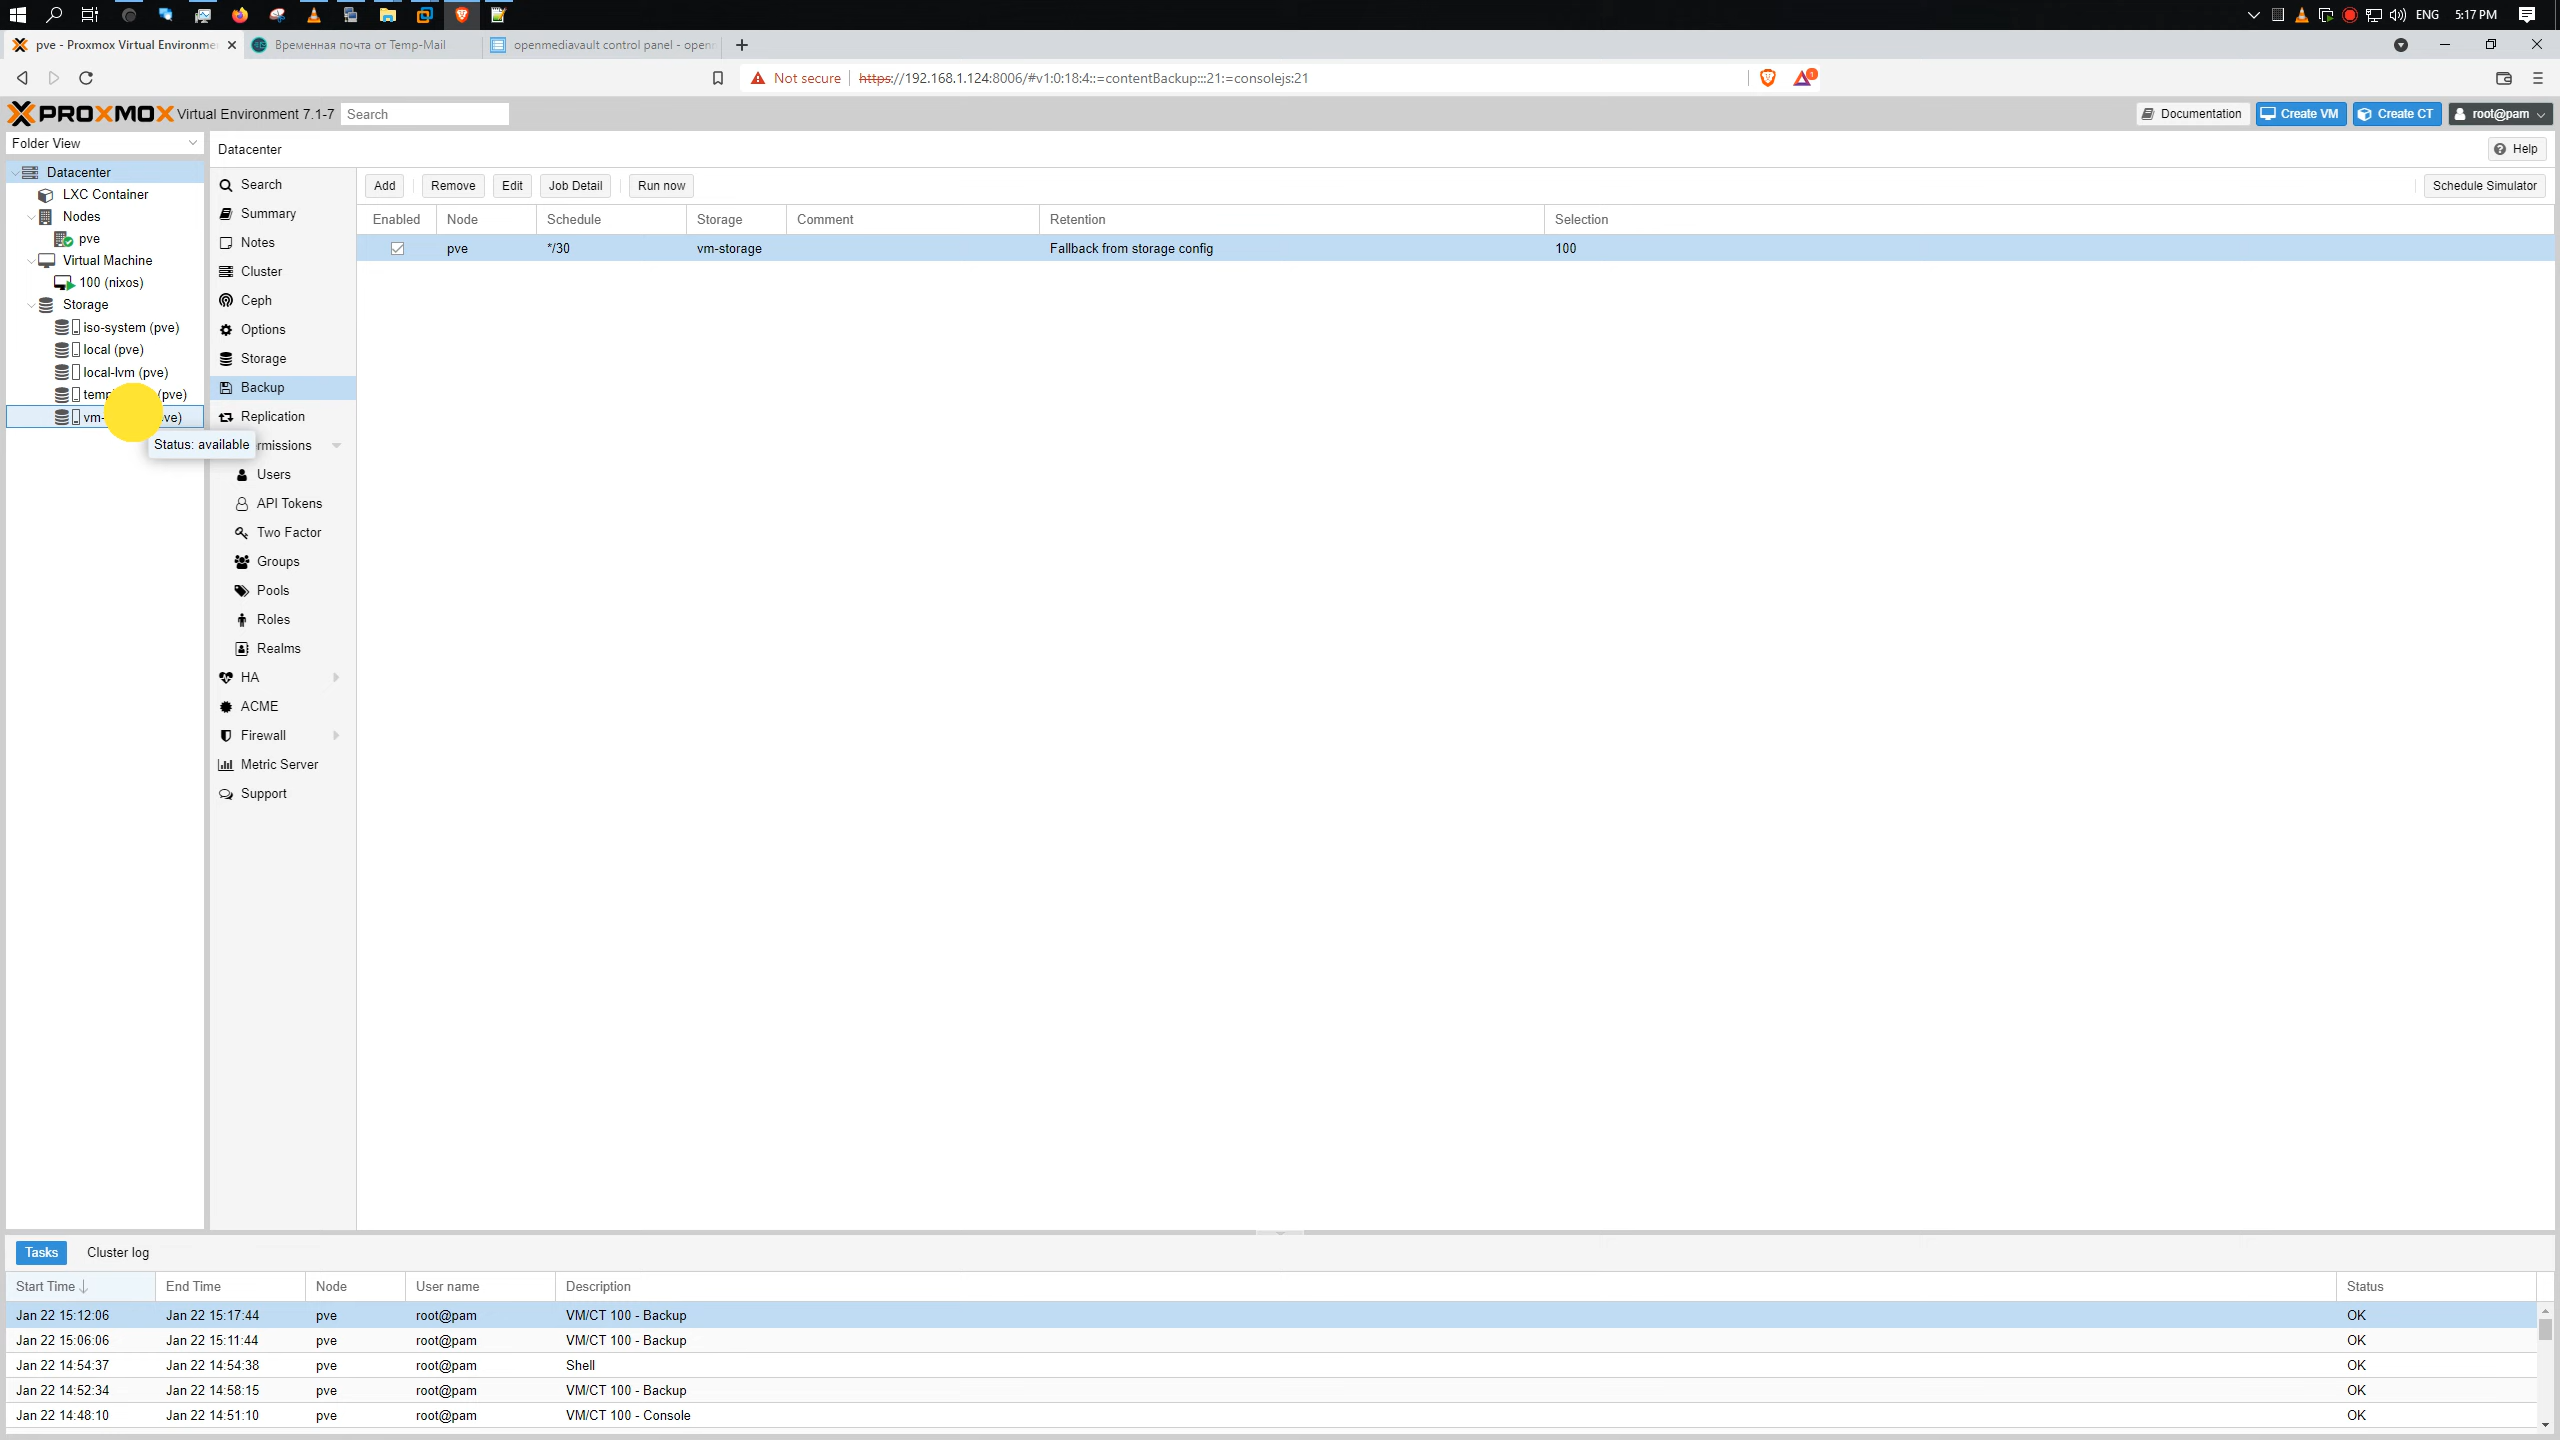 ENG 5:17 PM
pve - Proxmox Virtual Environme
Временная почта от Temp-Mail
openmediavault control panel - open
Not secure https://192.168.1.124:8006/#v1:0:18:4::=contentBackup:::21:=consolejs:21
1
PROXMOX Virtual Environment 7.1-7 Search
Documentation Create VM Create CT root@pam
Folder View
Datacenter
LXC Container
Nodes
pve
Virtual Machine
100 (nixos)
Storage
iso-system (pve)
local (pve)
local-lvm (pve)
temp (pve)
vm- ve)
Status: available
Datacenter
Help
Search
Summary
Notes
Cluster
Ceph
Options
Storage
Backup
Replication
ermissions
Users
API Tokens
Two Factor
Groups
Pools
Roles
Realms
HA
ACME
Firewall
Metric Server
Support
Add Remove Edit Job Detail Run now Schedule Simulator
Enabled Node Schedule Storage Comment Retention Selection
pve */30 vm-storage Fallback from storage config 100
Tasks Cluster log
Start Time End Time Node User name Description Status
Jan 22 15:12:06 Jan 22 15:17:44 pve root@pam VM/CT 100 - Backup OK
Jan 22 15:06:06 Jan 22 15:11:44 pve root@pam VM/CT 100 - Backup OK
Jan 22 14:54:37 Jan 22 14:54:38 pve root@pam Shell OK
Jan 22 14:52:34 Jan 22 14:58:15 pve root@pam VM/CT 100 - Backup OK
Jan 22 14:48:10 Jan 22 14:51:10 pve root@pam VM/CT 100 - Console OK